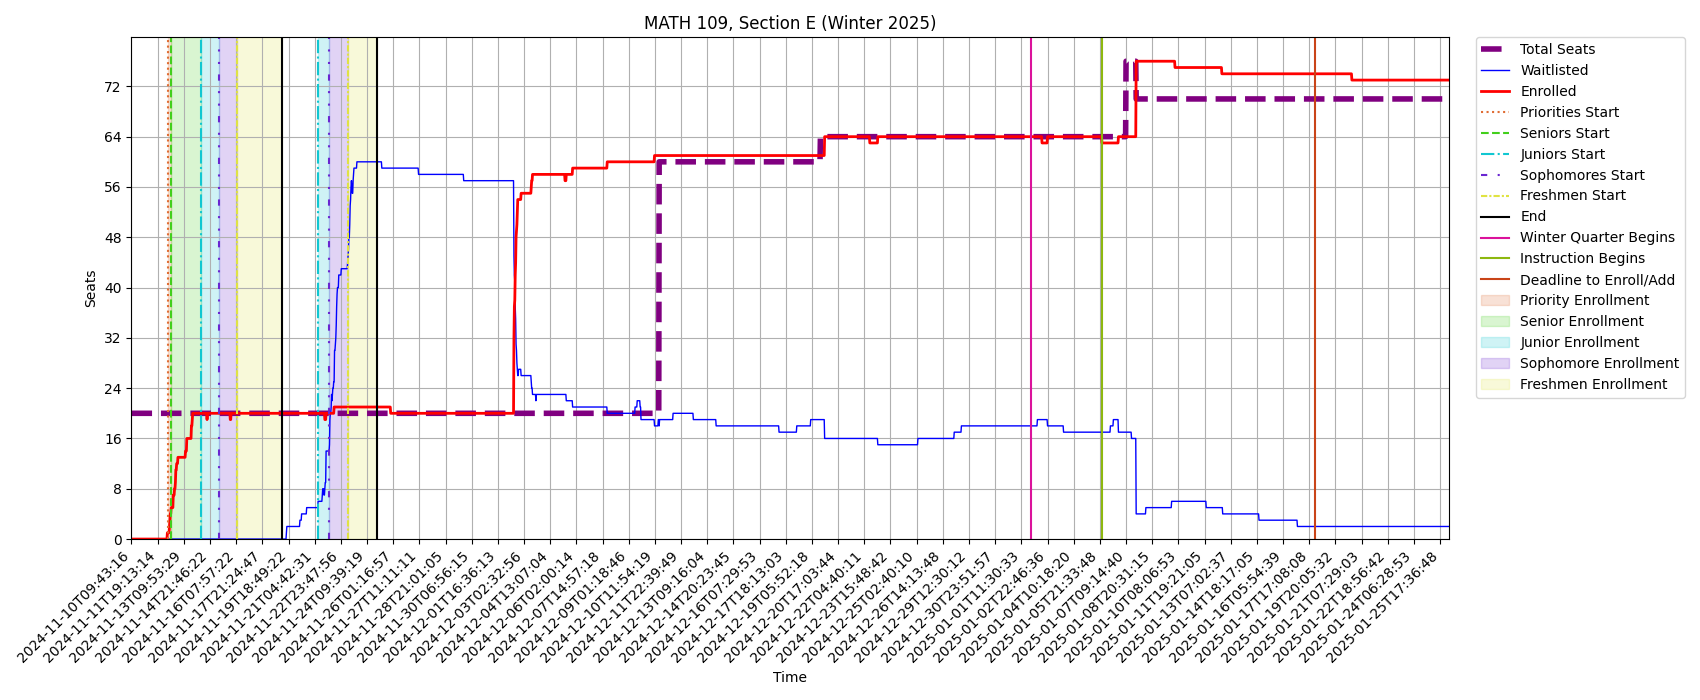 MATH 109, Section E (Winter 2025)
Seats
72
64
56
48
40
32
24
16
8
0
2024-11-10T09:43:16
2024-11-11T19:13:14
2024-11-13T09:53:29
2024-11-14T21:46:22
2024-11-16T07:57:22
2024-11-17T21:24:47
2024-11-19T18:49:22
2024-11-21T04:42:31
2024-11-22T23:47:56
2024-11-24T09:39:19
2024-11-26T01:16:57
2024-11-27T11:11:11
2024-11-28T21:01:05
2024-11-30T06:56:15
2024-12-01T16:36:13
2024-12-03T02:32:56
2024-12-04T13:07:04
2024-12-06T02:00:14
2024-12-07T14:57:18
2024-12-09T01:18:46
2024-12-10T11:54:19
2024-12-11T22:39:49
2024-12-13T09:16:04
2024-12-14T20:23:45
2024-12-16T07:29:53
2024-12-17T18:13:03
2024-12-19T05:52:18
2024-12-20T17:03:44
2024-12-22T04:40:11
2024-12-23T15:48:42
2024-12-25T02:40:10
2024-12-26T14:13:48
2024-12-29T12:30:12
2024-12-30T23:51:57
2025-01-01T11:30:33
2025-01-02T22:46:36
2025-01-04T10:18:20
2025-01-05T21:33:48
2025-01-07T09:14:40
2025-01-08T20:31:15
2025-01-10T08:06:53
2025-01-11T19:21:05
2025-01-13T07:02:37
2025-01-14T18:17:05
2025-01-16T05:54:39
2025-01-17T17:08:08
2025-01-19T20:05:32
2025-01-21T07:29:03
2025-01-22T18:56:42
2025-01-24T06:28:53
2025-01-25T17:36:48
Time
Total Seats
Waitlisted
Enrolled
Priorities Start
Seniors Start
Juniors Start
Sophomores Start
Freshmen Start
End
Winter Quarter Begins
Instruction Begins
Deadline to Enroll/Add
Priority Enrollment
Senior Enrollment
Junior Enrollment
Sophomore Enrollment
Freshmen Enrollment